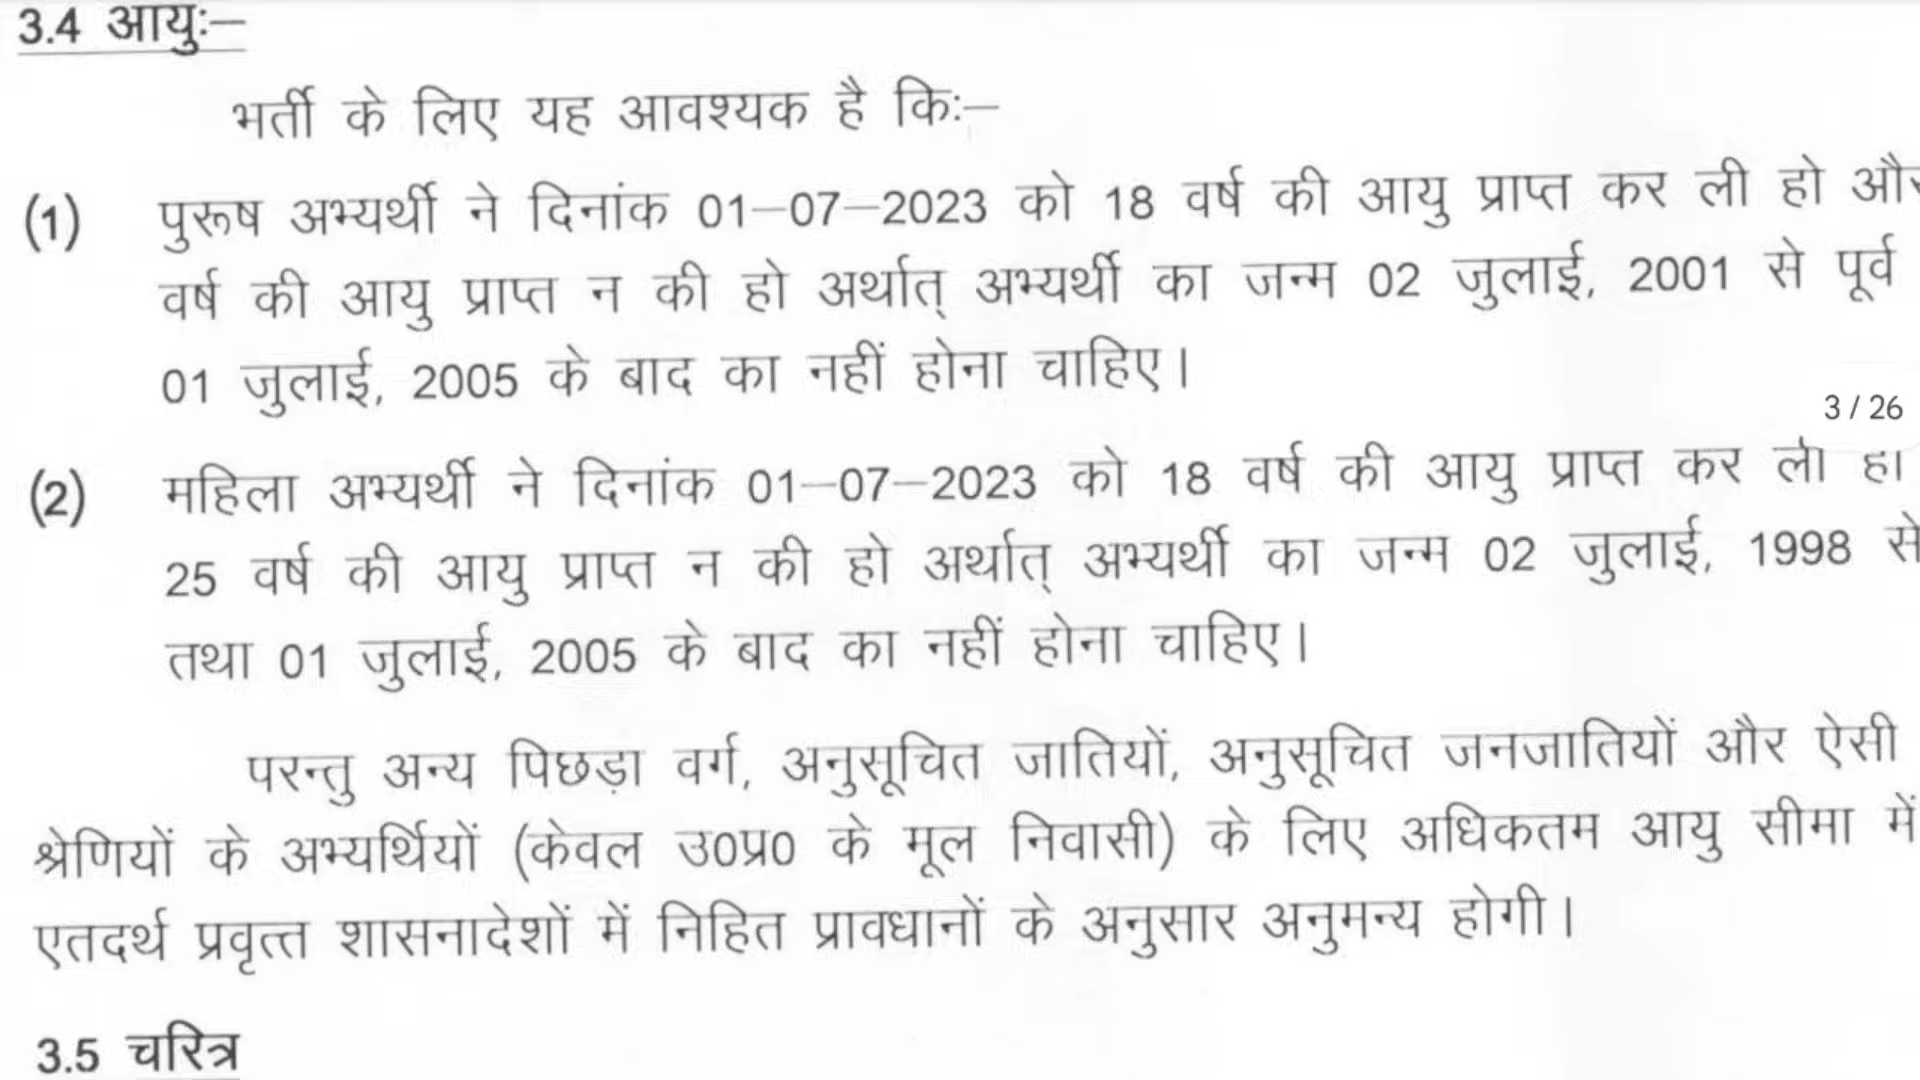 3.4 आयुः—
भर्ती के लिए यह आवश्यक है किः—
(1) पुरूष अभ्यर्थी ने दिनांक 01—07—2023 को 18 वर्ष की आयु प्राप्त कर ली हो और
वर्ष की आयु प्राप्त न की हो अर्थात् अभ्यर्थी का जन्म 02 जुलाई, 2001 से पूर्व
01 जुलाई, 2005 के बाद का नहीं होना चाहिए।
3 / 26
(2) महिला अभ्यर्थी ने दिनांक 01—07—2023 को 18 वर्ष की आयु प्राप्त कर ली हो
25 वर्ष की आयु प्राप्त न की हो अर्थात् अभ्यर्थी का जन्म 02 जुलाई, 1998 से
तथा 01 जुलाई, 2005 के बाद का नहीं होना चाहिए।
परन्तु अन्य पिछड़ा वर्ग, अनुसूचित जातियों, अनुसूचित जनजातियों और ऐसी
श्रेणियों के अभ्यर्थियों (केवल उ0प्र0 के मूल निवासी) के लिए अधिकतम आयु सीमा में
एतदर्थ प्रवृत्त शासनादेशों में निहित प्रावधानों के अनुसार अनुमन्य होगी।
3.5 चरित्र